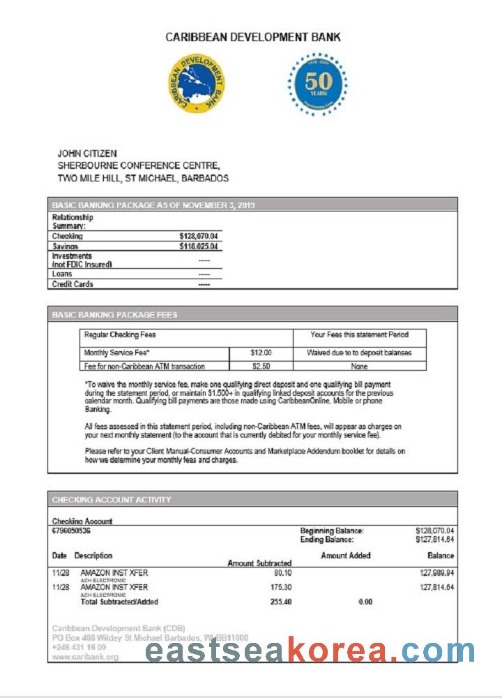 CARIBBEAN DEVELOPMENT BANK
CARIBBEAN DEVELOPMENT BANK
50
YEARS
JOHN CITIZEN
SHERBOURNE CONFERENCE CENTRE,
TWO MILE HILL, ST MICHAEL, BARBADOS
BASIC BANKING PACKAGE AS OF NOVEMBER 3, 2019
Relationship
Summary:
Checking $128,070.04
Savings $118,025.04
Investments
(not FDIC Insured) -----
Loans -----
Credit Cards -----
BASIC BANKING PACKAGE FEES
Regular Checking Fees Your Fees this statement Period
Monthly Service Fee* $12.00 Waived due to to deposit balanses
Fee for non-Caribbean ATM transaction $2.50 None
*To waive the monthly service fee, make one qualifying direct deposit and one qualifying bill payment
during the statement period, or maintain $1,500+ in qualifying linked deposit accounts for the previous
calendar month. Qualifying bill payments are those made using CaribbeanOnline, Mobile or phone
Banking.
All fees assessed in this statement period, including non-Caribbean ATM fees, will appear as charges on
your next monthly statement (to the account that is currently debited for your monthly service fee).
Please refer to your Client Manual-Consumer Accounts and Marketplace Addendum booklet for details on
how we determine your monthly fees and charges.
CHECKING ACCOUNT ACTIVITY
Checking Account
6796050536 Beginning Balance: $128,070.04
Ending Balance: $127,814.64
Date Description Amount Subtracted Amount Added Balance
11/28 AMAZON INST XFER 80.10 127,989.94
ACH ELECTRONIC
11/28 AMAZON INST XFER 175.30 127,814.64
ACH ELECTRONIC
Total Subtracted/Added 255.40 0.00
Caribbean Development Bank (CDB)
PO Box 408 Wildey St Michael Barbados, WI BB11000
+246 431 16 00
www.caribank.org
eastseakorea.com